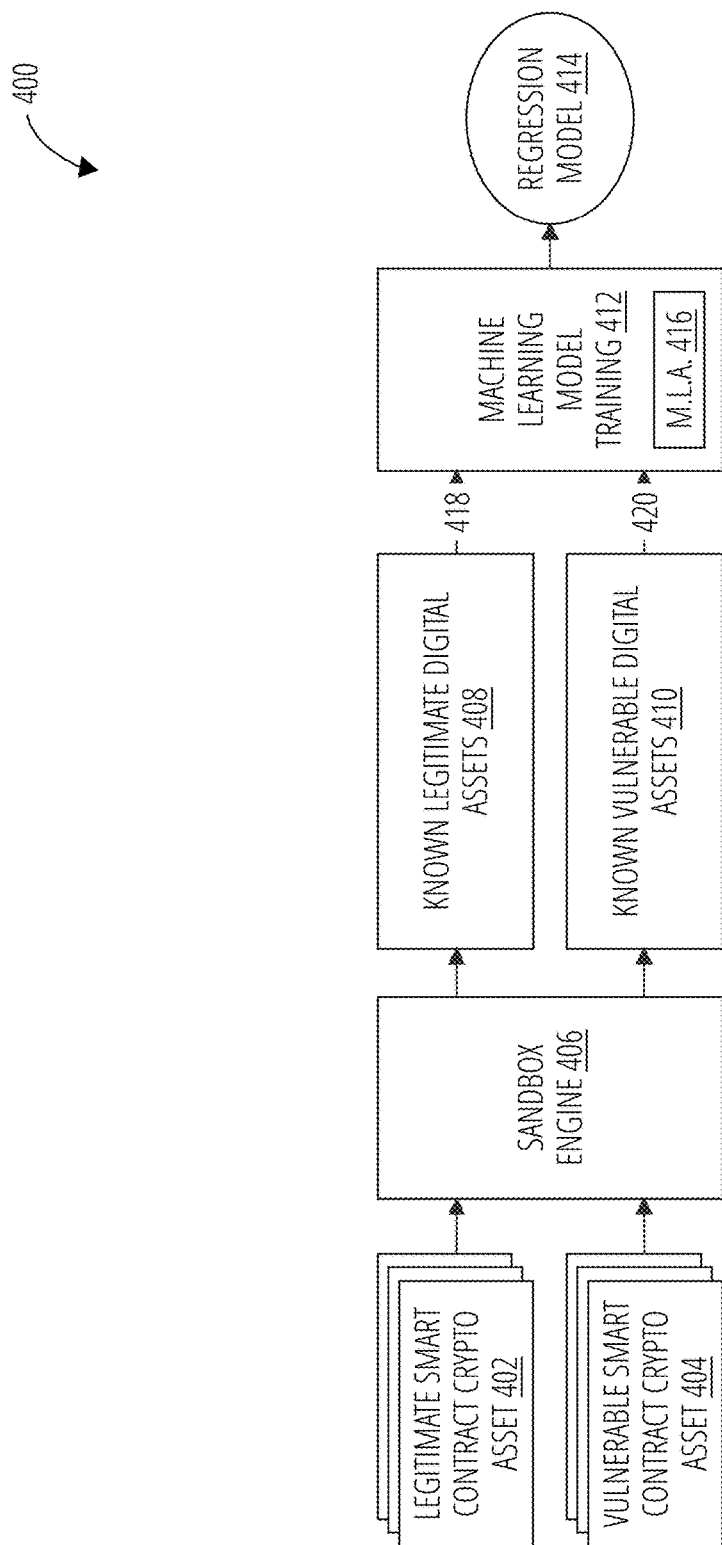 400
LEGITIMATE SMART
CONTRACT CRYPTO
ASSET 402
VULNERABLE SMART
CONTRACT CRYPTO
ASSET 404
SANDBOX
ENGINE 406
KNOWN LEGITIMATE DIGITAL
ASSETS 408
KNOWN VULNERABLE DIGITAL
ASSETS 410
418
420
MACHINE
LEARNING
MODEL
TRAINING 412
M.L.A. 416
REGRESSION
MODEL 414